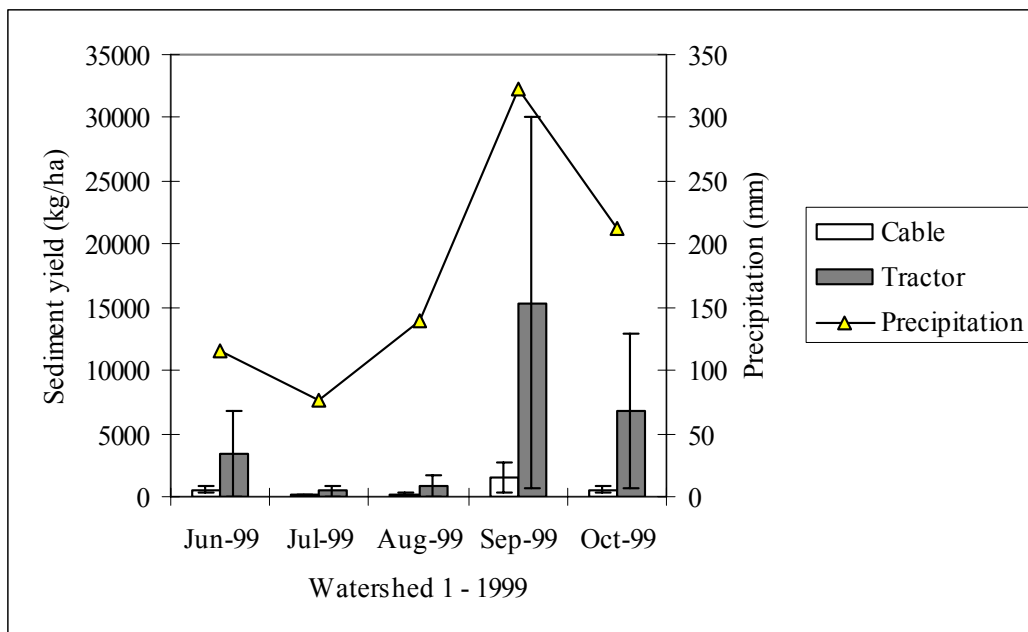 35000 350
30000 300
25000 250
20000 200
15000 150
10000 100
5000 50
0 0
Sediment yield (kg/ha)
Precipitation (mm)
Jun-99 Jul-99 Aug-99 Sep-99 Oct-99
Watershed 1 - 1999
Cable
Tractor
Precipitation